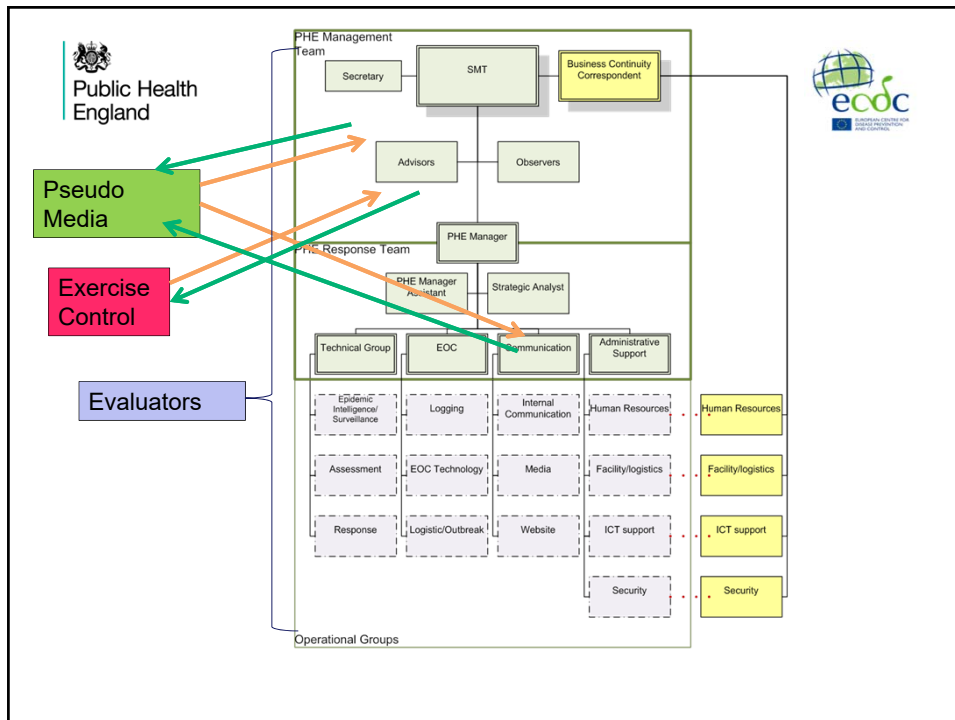 PHE Management
Team
Secretary
SMT
Business Continuity
Correspondent
Public Health
England
ecdc
EUROPEAN CENTRE FOR
DISEASE PREVENTION
AND CONTROL
Advisors
Observers
Pseudo
Media
PHE Manager
PHE Response Team
Exercise
Control
PHE Manager
Assistant
Strategic Analyst
Technical Group
EOC
Communication
Administrative
Support
Evaluators
Epidemic
Intelligence/
Surveillance
Logging
Internal
Communication
Human Resources
Human Resources
Assessment
EOC Technology
Media
Facility/logistics
Facility/logistics
Response
Logistic/Outbreak
Website
ICT support
ICT support
Security
Security
Operational Groups